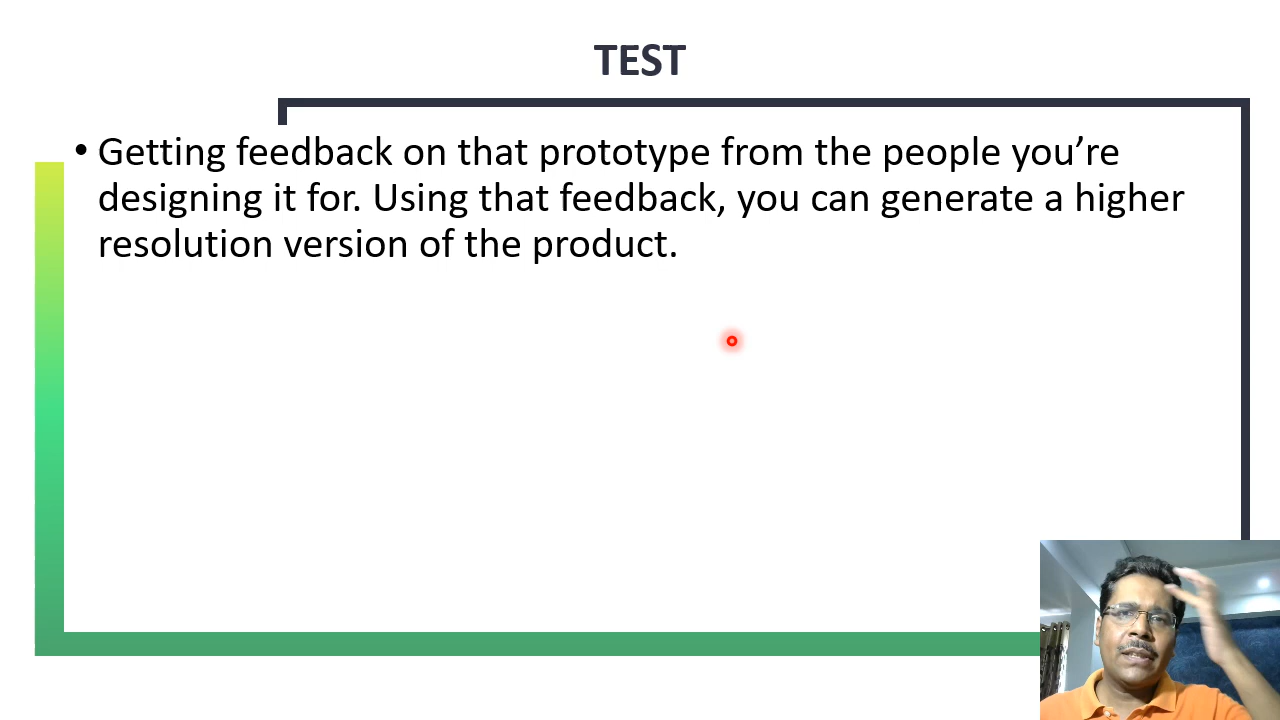 TEST
• Getting feedback on that prototype from the people you’re
designing it for. Using that feedback, you can generate a higher
resolution version of the product.